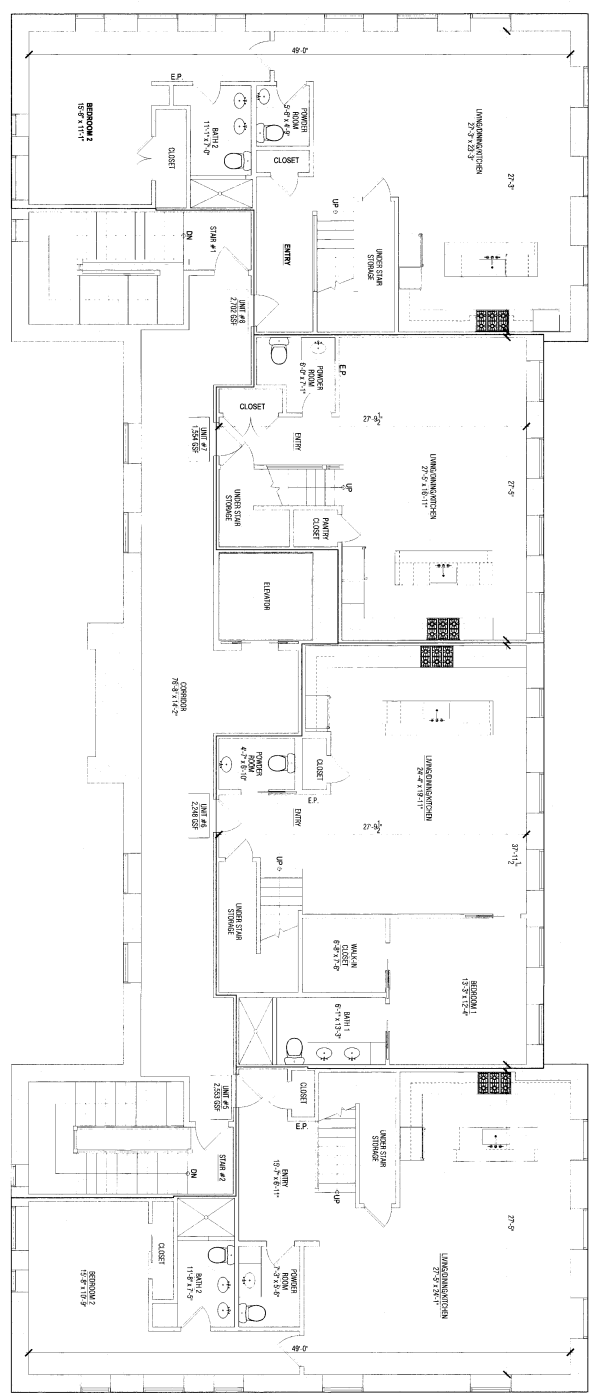 49'-0"
E.P.
BEDROOM 2
15'-8" x 11'-1"
CLOSET
BATH 2
11'-1" x 7'-0"
POWDER
ROOM
CLOSET
LIVING/DINING/KITCHEN
27'-3" x 23'-3"
27'-3"
UP
UNDER STAIR
STORAGE
ENTRY
STAIR #1
DN
UNIT #8
2,702 GSF
E.P.
POWDER
ROOM
6'-0" x 7'-1"
CLOSET
ENTRY
27'-9 1/2"
27'-5"
LIVING/DINING/KITCHEN
27'-5" x 16'-11"
UNIT #7
1,554 GSF
UP
UNDER STAIR
STORAGE
PANTRY
CLOSET
ELEVATOR
CORRIDOR
76'-8" x 14'-2"
POWDER
ROOM
4'-7" x 6'-10"
CLOSET
E.P.
ENTRY
LIVING/DINING/KITCHEN
24'-4" x 19'-11"
27'-9 1/2"
37'-11 1/2"
UNIT #6
2,248 GSF
UP
UNDER STAIR
STORAGE
WALK-IN
CLOSET
6'-8" x 7'-6"
BEDROOM 1
13'-3" x 12'-4"
BATH 1
6'-1" x 13'-3"
UNIT #5
2,553 GSF
CLOSET
E.P.
UNDER STAIR
STORAGE
ENTRY
15'-7" x 6'-11"
UP
STAIR #2
DN
27'-5"
LIVING/DINING/KITCHEN
27'-5" x 24'-1"
CLOSET
BEDROOM 2
15'-8" x 10'-9"
BATH 2
11'-8" x 7'-5"
POWDER
ROOM
7'-3" x 5'-8"
49'-0"